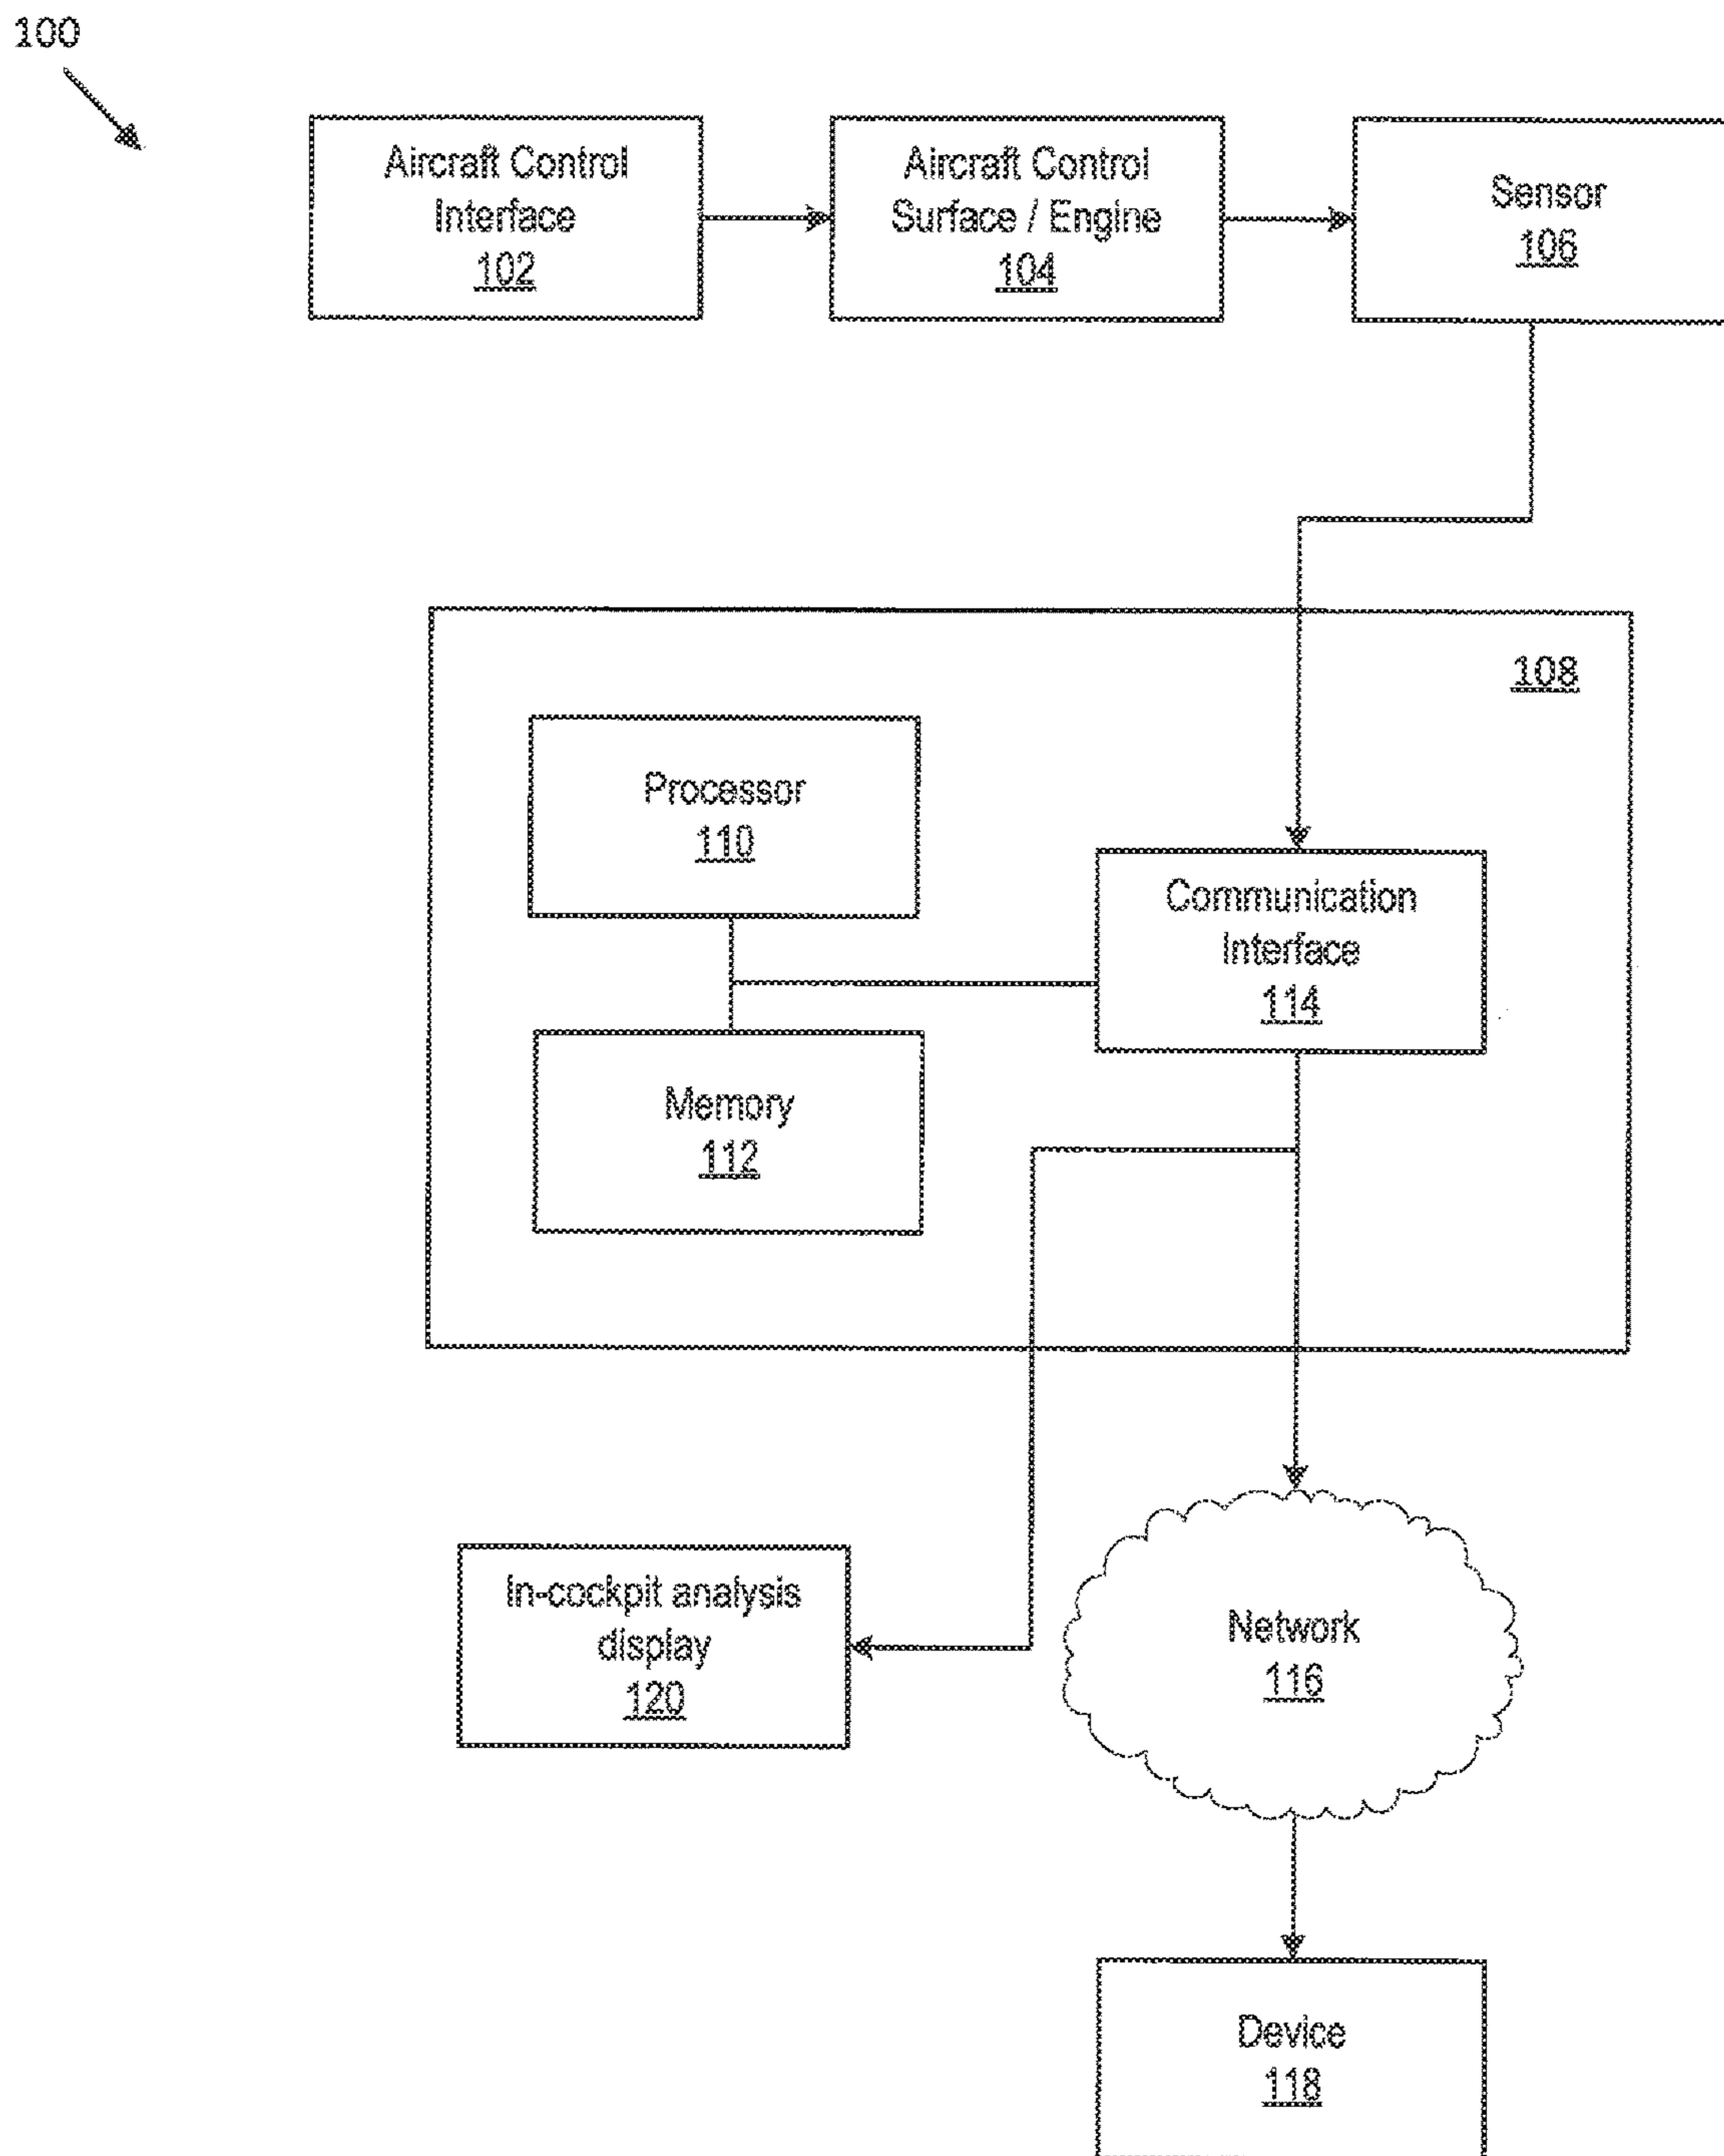 100
Aircraft Control
Interface
102
Aircraft Control
Surface / Engine
104
Sensor
106
108
Processor
110
Communication
Interface
114
Memory
112
In-cockpit analysis
display
120
Network
116
Device
118